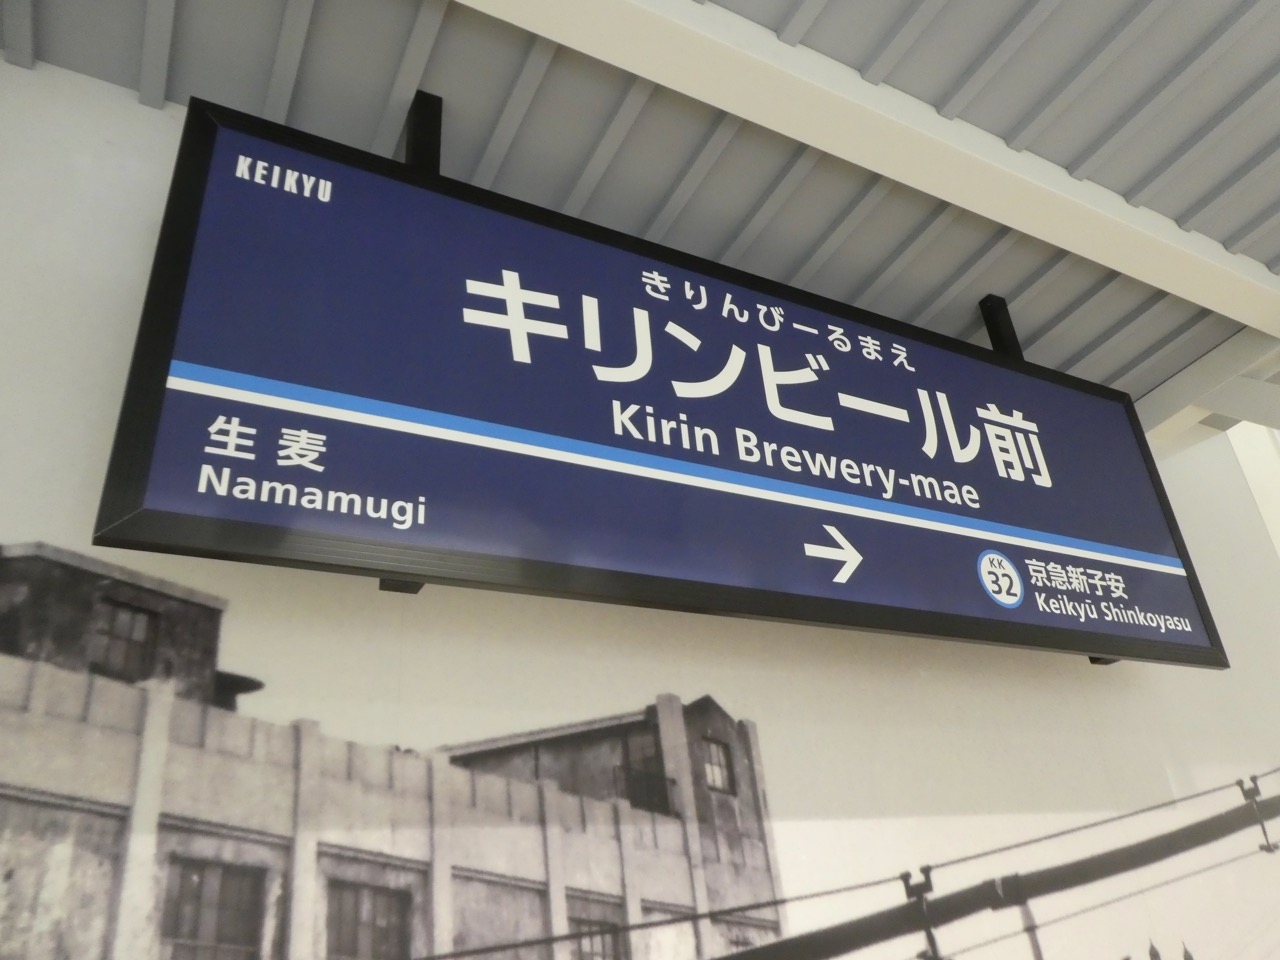 KEIKYU
きりんびーるまえ
キリンビール前
Kirin Brewery-mae
生麦
Namamugi
→
KK
32
京急新子安
Keikyū Shinkoyasu